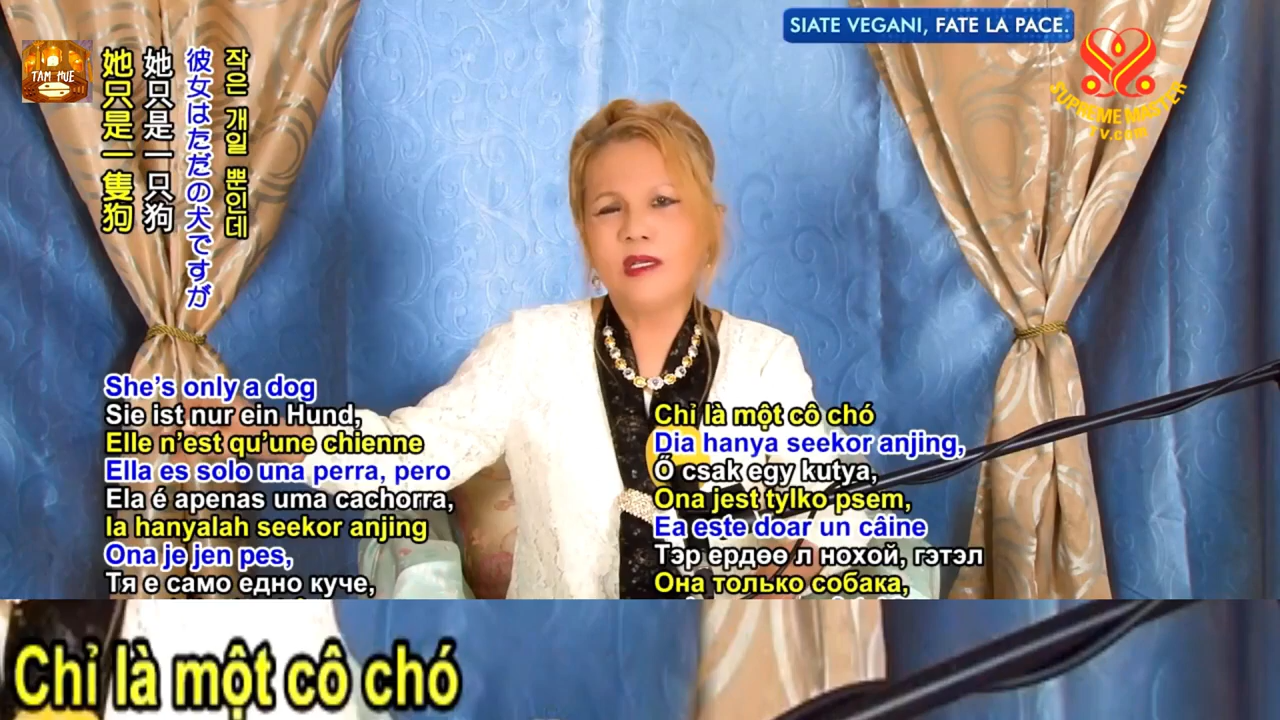 SIATE VEGANI, FATE LA PACE.
TAM HUE
SUPREME MASTER
TV.com
작은 개일 뿐인데
彼女はただの犬ですが
她只是一只狗
她只是一隻狗
She's only a dog
Sie ist nur ein Hund,
Elle n'est qu'une chienne
Ella es solo una perra, pero
Ela é apenas uma cachorra,
Ia hanyalah seekor anjing
Ona je jen pes,
Тя е само едно куче,
Chỉ là một cô chó
Dia hanya seekor anjing,
Ő csak egy kutya,
Ona jest tylko psem,
Ea este doar un câine
Тэр ердөө л нохой, гэтэл
Она только собака,
Chỉ là một cô chó